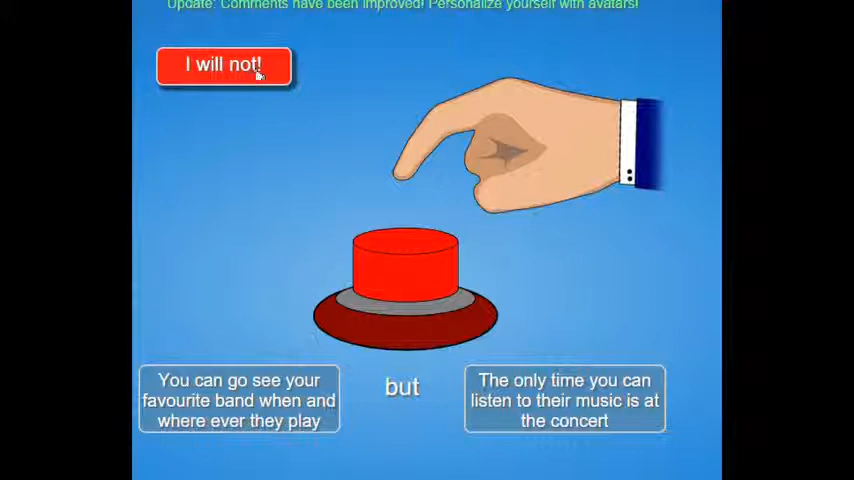 Update: Comments have been improved! Personalize yourself with avatars!
I will not!
You can go see your
favourite band when and
where ever they play
but
The only time you can
listen to their music is at
the concert